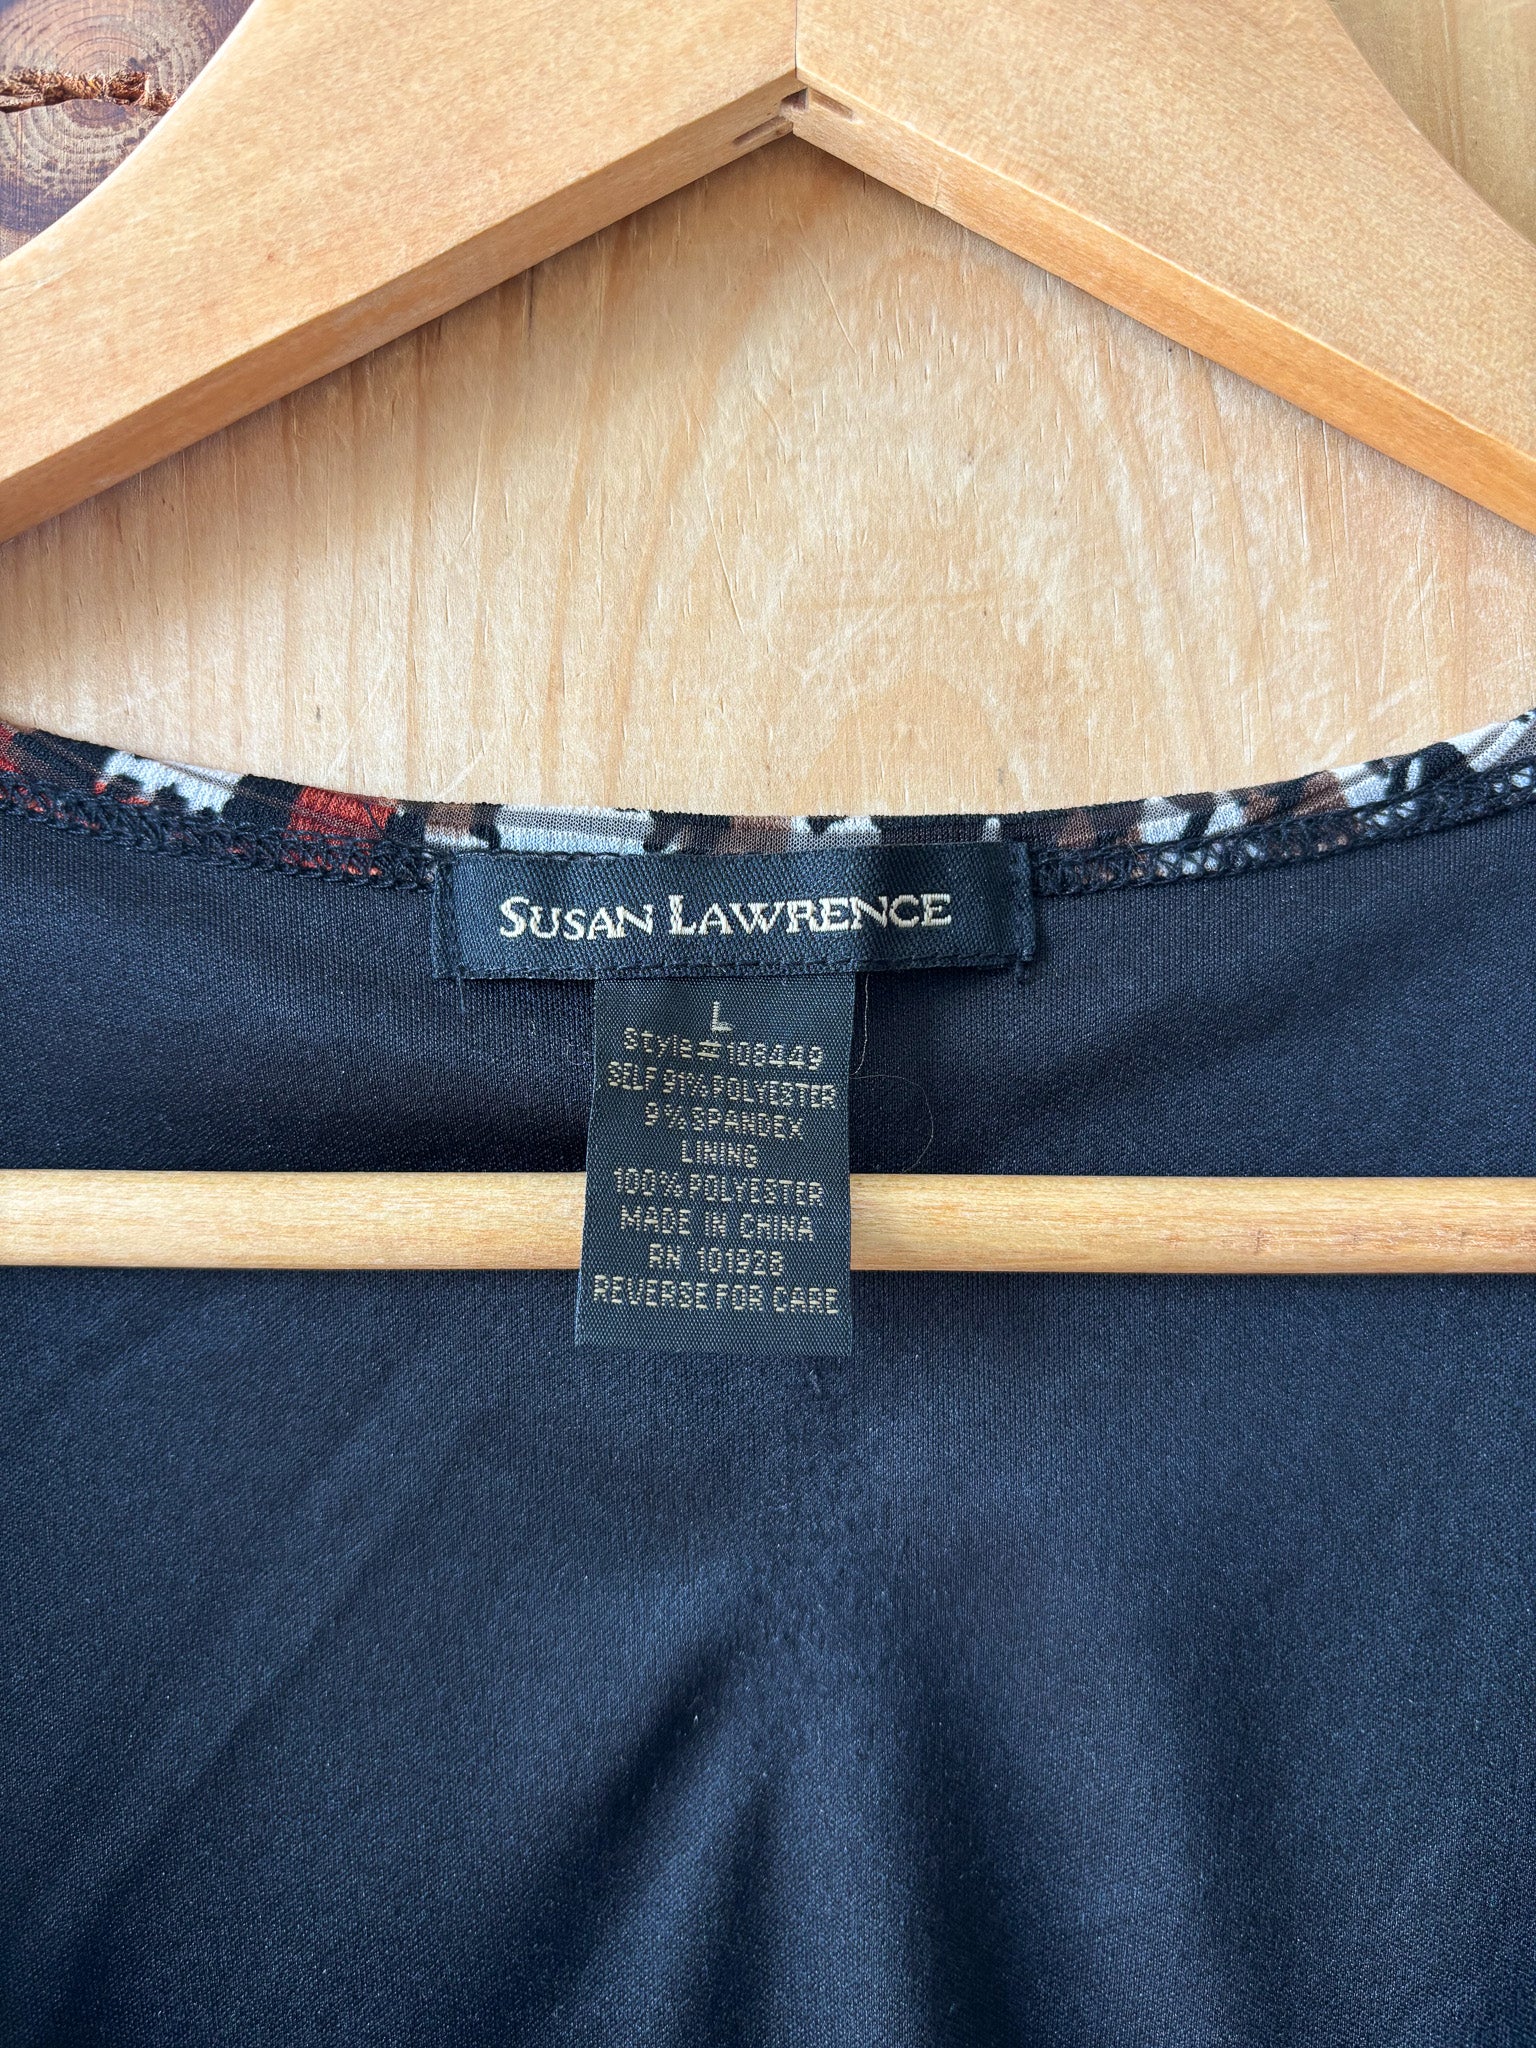 SUSAN LAWRENCE
L
Style # 108449
SELF 91% POLYESTER
9% SPANDEX
LINING
100% POLYESTER
MADE IN CHINA
RN 101928
REVERSE FOR CARE